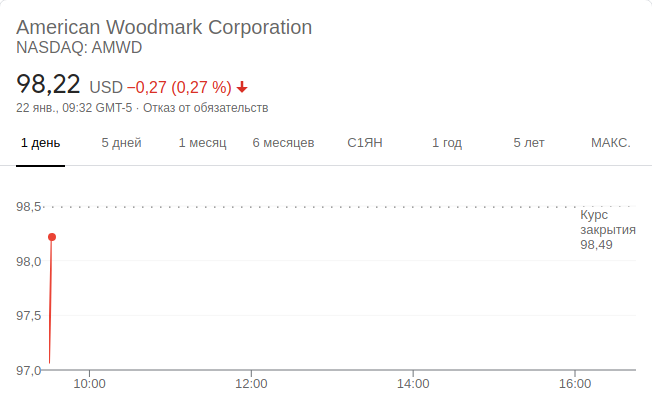 American Woodmark Corporation
NASDAQ: AMWD
98,22 USD −0,27 (0,27 %)
22 янв., 09:32 GMT-5 · Отказ от обязательств
1 день 5 дней 1 месяц 6 месяцев С1ЯН 1 год 5 лет МАКС.
98,5
Курс
закрытия
98,49
98,0
97,5
97,0
10:00 12:00 14:00 16:00